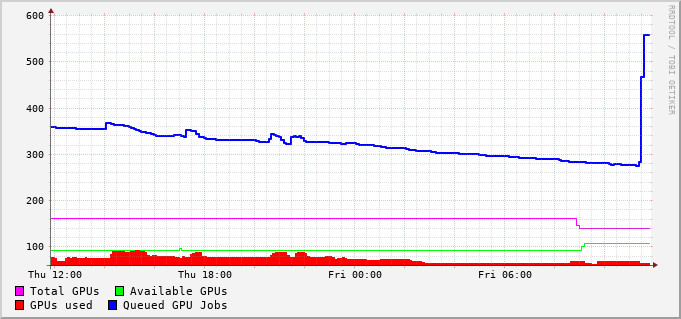 600
500
400
300
200
100
Thu 12:00 Thu 18:00 Fri 00:00 Fri 06:00
Total GPUs Available GPUs
GPUs used Queued GPU Jobs
RRDTOOL / TOBI OETIKER